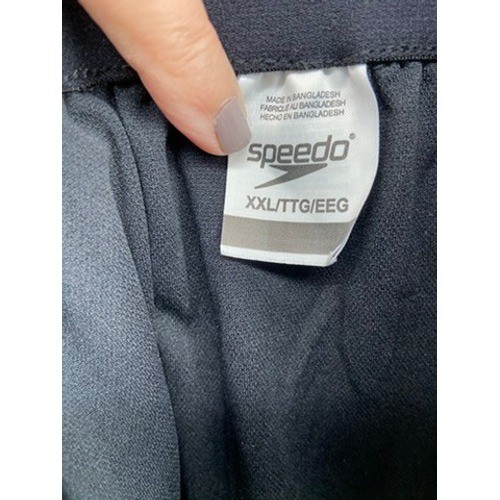 MADE IN BANGLADESH
FABRIQUÉ AU BANGLADESH
HECHO EN BANGLADESH
speedo®
XXL/TTG/EEG